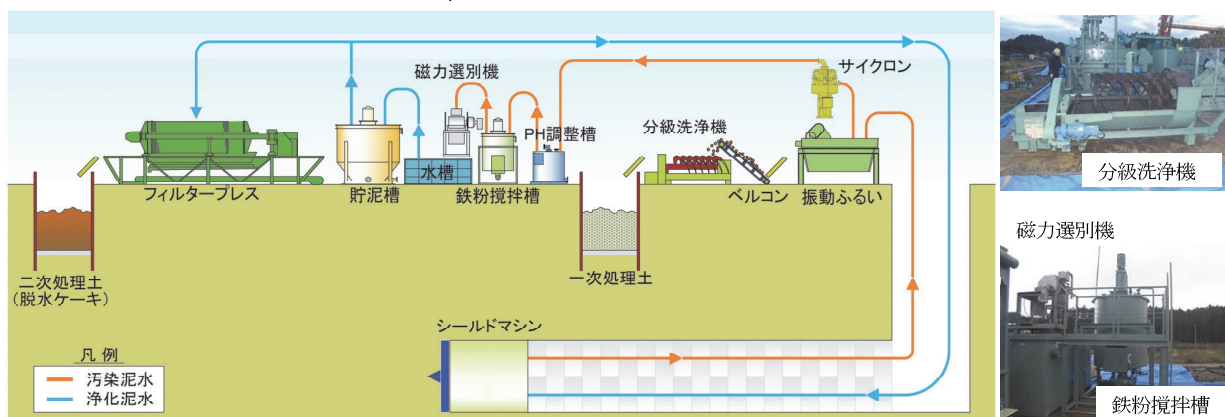 磁力選別機
サイクロン
PH調整槽
分級洗浄機
水槽
フィルタープレス
貯泥槽
鉄粉攪拌槽
ベルコン
振動ふるい
二次処理土
(脱水ケーキ)
一次処理土
シールドマシン
凡例
汚染泥水
浄化泥水
分級洗浄機
磁力選別機
鉄粉攪拌槽